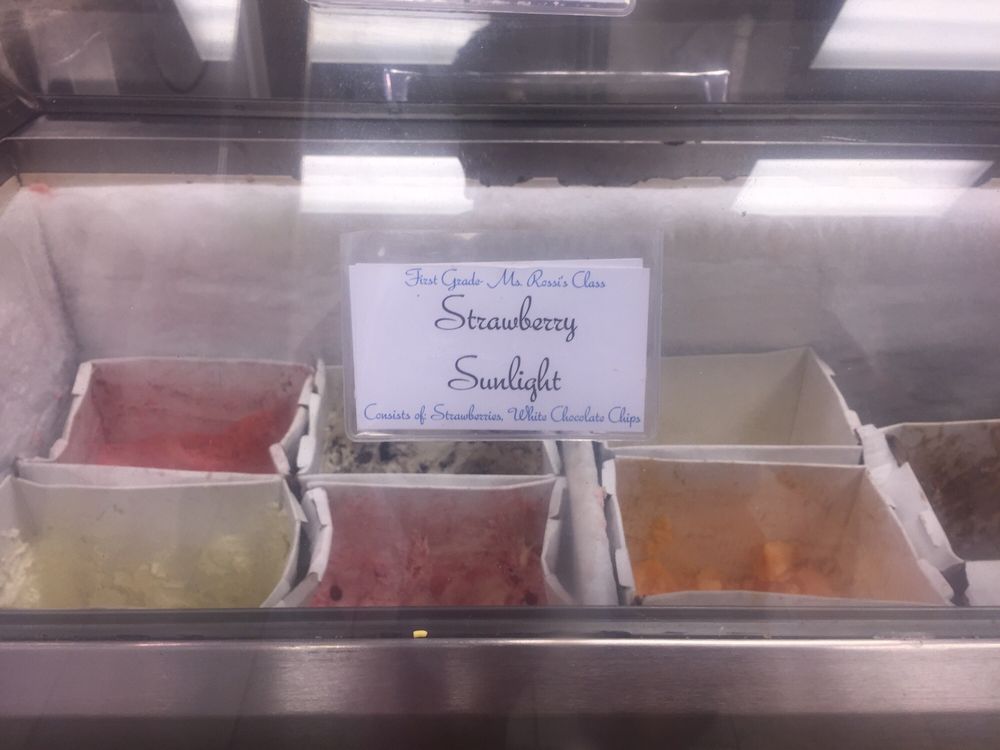 First Grade- Ms. Rossi's Class
Strawberry
Sunlight
Consists of: Strawberries, White Chocolate Chips